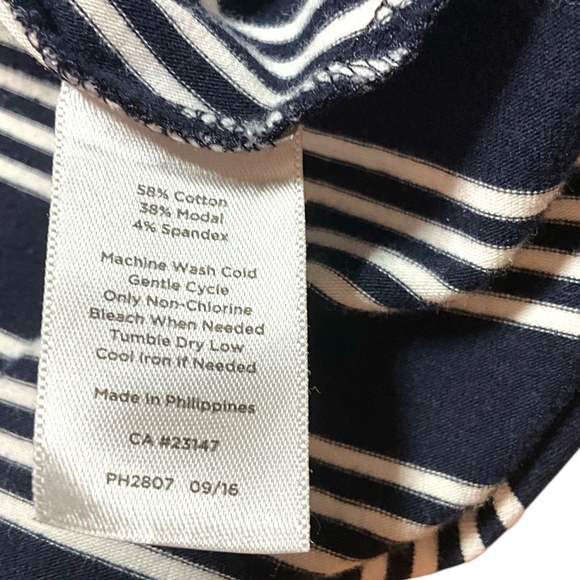 58% Cotton
38% Modal
4% Spandex
Machine Wash Cold
Gentle Cycle
Only Non-Chlorine
Bleach When Needed
Tumble Dry Low
Cool Iron if Needed
Made in Philippines
CA #23147
PH2807 09/16